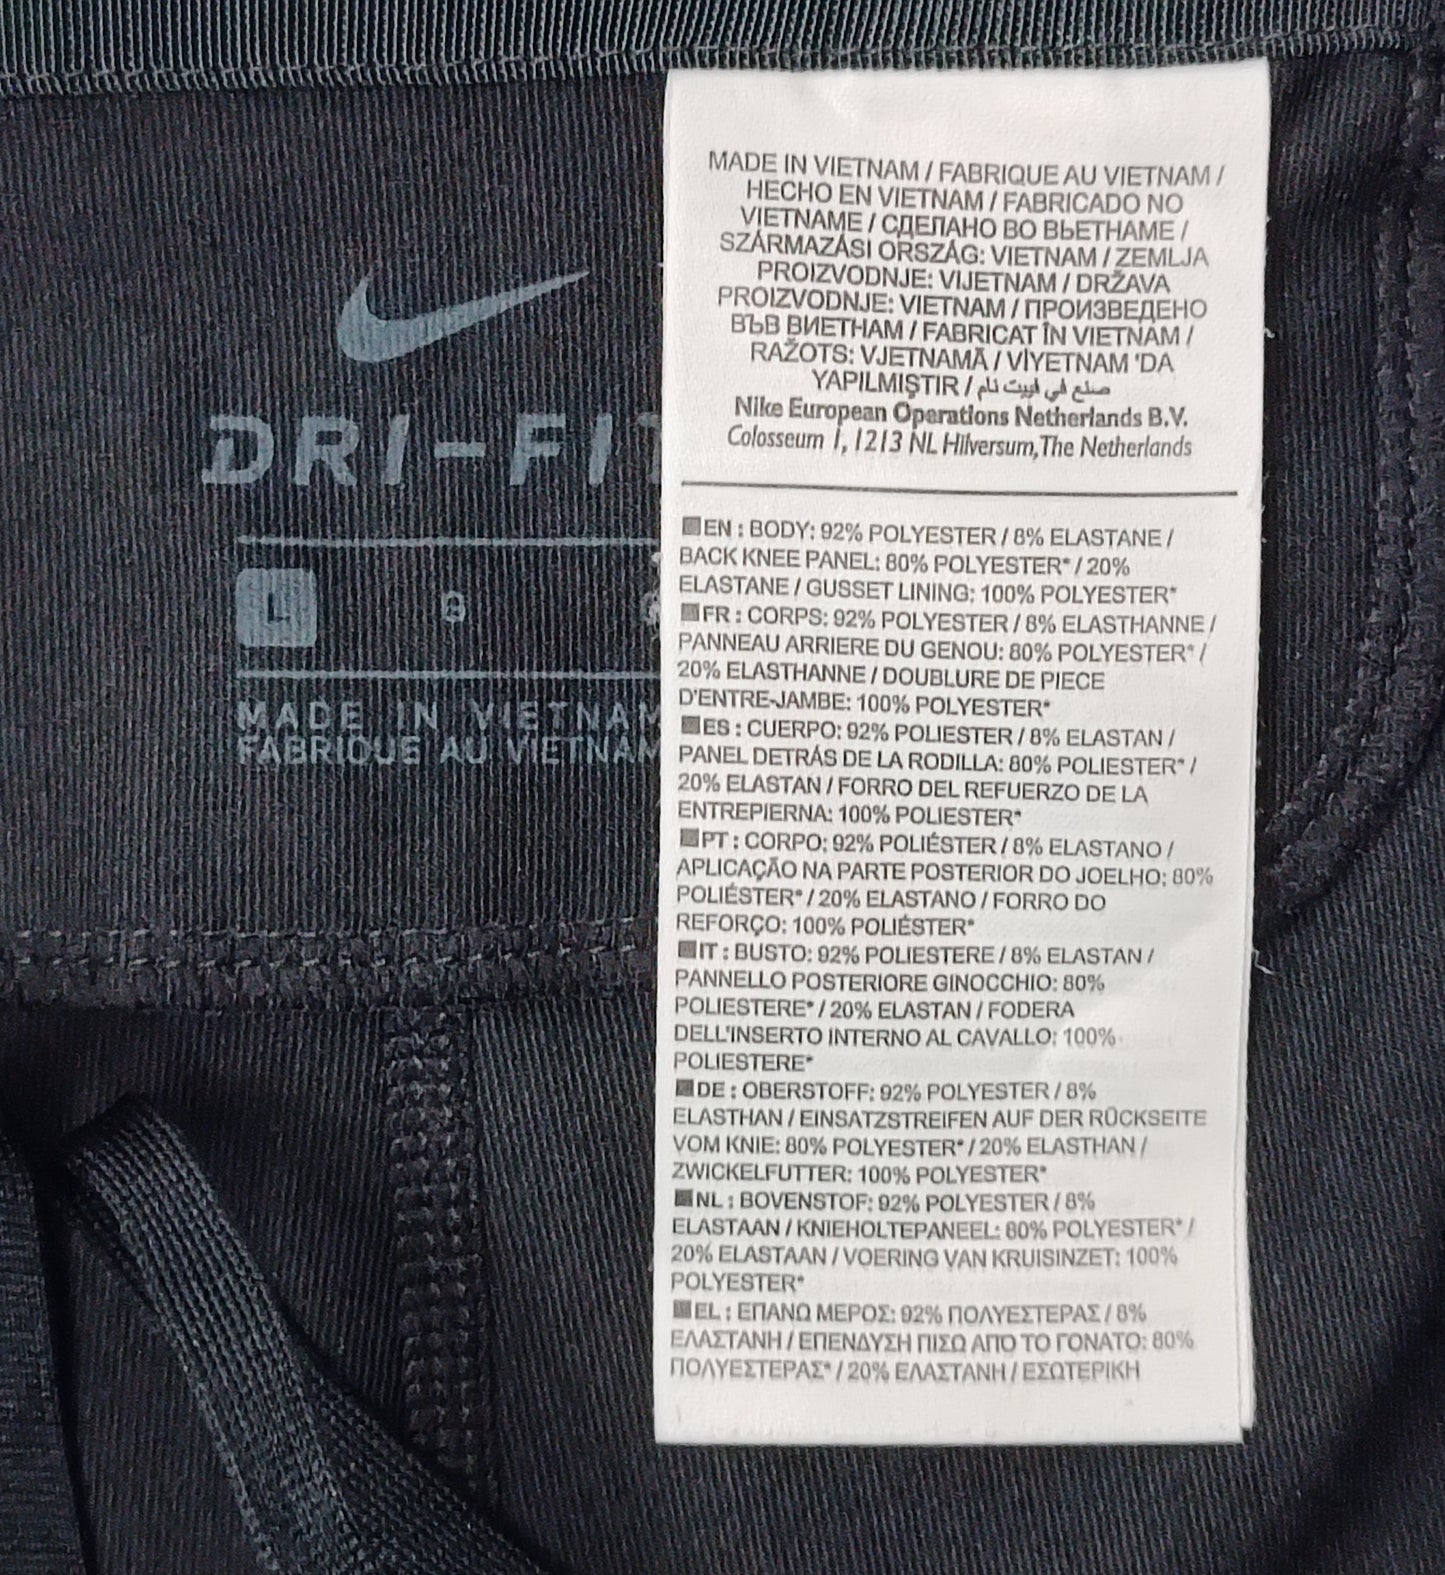 MADE IN VIETNAM / FABRIQUE AU VIETNAM /
HECHO EN VIETNAM / FABRICADO NO
VIETNAME / СДЕЛАНО ВО ВЬЕТНАМЕ /
SZÁRMAZÁSI ORSZÁG: VIETNAM / ZEMLJA
PROIZVODNJE: VIJETNAM / DRŽAVA
PROIZVODNJE: VIETNAM / ПРОИЗВЕДЕНО
ВЪВ ВИЕТНАМ / FABRICAT ÎN VIETNAM /
RAŽOTS: VJETNAMĀ / VİYETNAM 'DA
YAPILMIŞTIR / صنع في فييت نام
Nike European Operations Netherlands B.V.
Colosseum 1, 1213 NL Hilversum, The Netherlands
EN : BODY: 92% POLYESTER / 8% ELASTANE /
BACK KNEE PANEL: 80% POLYESTER* / 20%
ELASTANE / GUSSET LINING: 100% POLYESTER*
FR : CORPS: 92% POLYESTER / 8% ELASTHANNE /
PANNEAU ARRIERE DU GENOU: 80% POLYESTER* /
20% ELASTHANNE / DOUBLURE DE PIECE
D'ENTRE-JAMBE: 100% POLYESTER*
ES : CUERPO: 92% POLIESTER / 8% ELASTAN /
PANEL DETRÁS DE LA RODILLA: 80% POLIESTER* /
20% ELASTAN / FORRO DEL REFUERZO DE LA
ENTREPIERNA: 100% POLIESTER*
PT : CORPO: 92% POLIÉSTER / 8% ELASTANO /
APLICAÇÃO NA PARTE POSTERIOR DO JOELHO: 80%
POLIÉSTER* / 20% ELASTANO / FORRO DO
REFORÇO: 100% POLIÉSTER*
IT : BUSTO: 92% POLIESTERE / 8% ELASTAN /
PANNELLO POSTERIORE GINOCCHIO: 80%
POLIESTERE* / 20% ELASTAN / FODERA
DELL'INSERTO INTERNO AL CAVALLO: 100%
POLIESTERE*
DE : OBERSTOFF: 92% POLYESTER / 8%
ELASTHAN / EINSATZSTREIFEN AUF DER RÜCKSEITE
VOM KNIE: 80% POLYESTER* / 20% ELASTHAN /
ZWICKELFUTTER: 100% POLYESTER*
NL : BOVENSTOF: 92% POLYESTER / 8%
ELASTAAN / KNIEHOLTEPANEEL: 80% POLYESTER* /
20% ELASTAAN / VOERING VAN KRUISINZET: 100%
POLYESTER*
EL : ΕΠΑΝΩ ΜΕΡΟΣ: 92% ΠΟΛΥΕΣΤΕΡΑΣ / 8%
ΕΛΑΣΤΑΝΗ / ΕΠΕΝΔΥΣΗ ΠΙΣΩ ΑΠΟ ΤΟ ΓΟΝΑΤΟ: 80%
ΠΟΛΥΕΣΤΕΡΑΣ* / 20% ΕΛΑΣΤΑΝΗ / ΕΣΩΤΕΡΙΚΗ
DRI-FI
L G
MADE IN VIETNAM
FABRIQUE AU VIETNAM